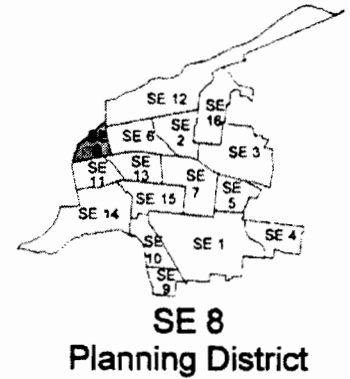 SE 12
SE 16
SE 6
SE 2
SE 3
SE 11
SE 13
SE 7
SE 5
SE 14
SE 15
SE 10
SE 1
SE 4
SE 9
SE 8
Planning District